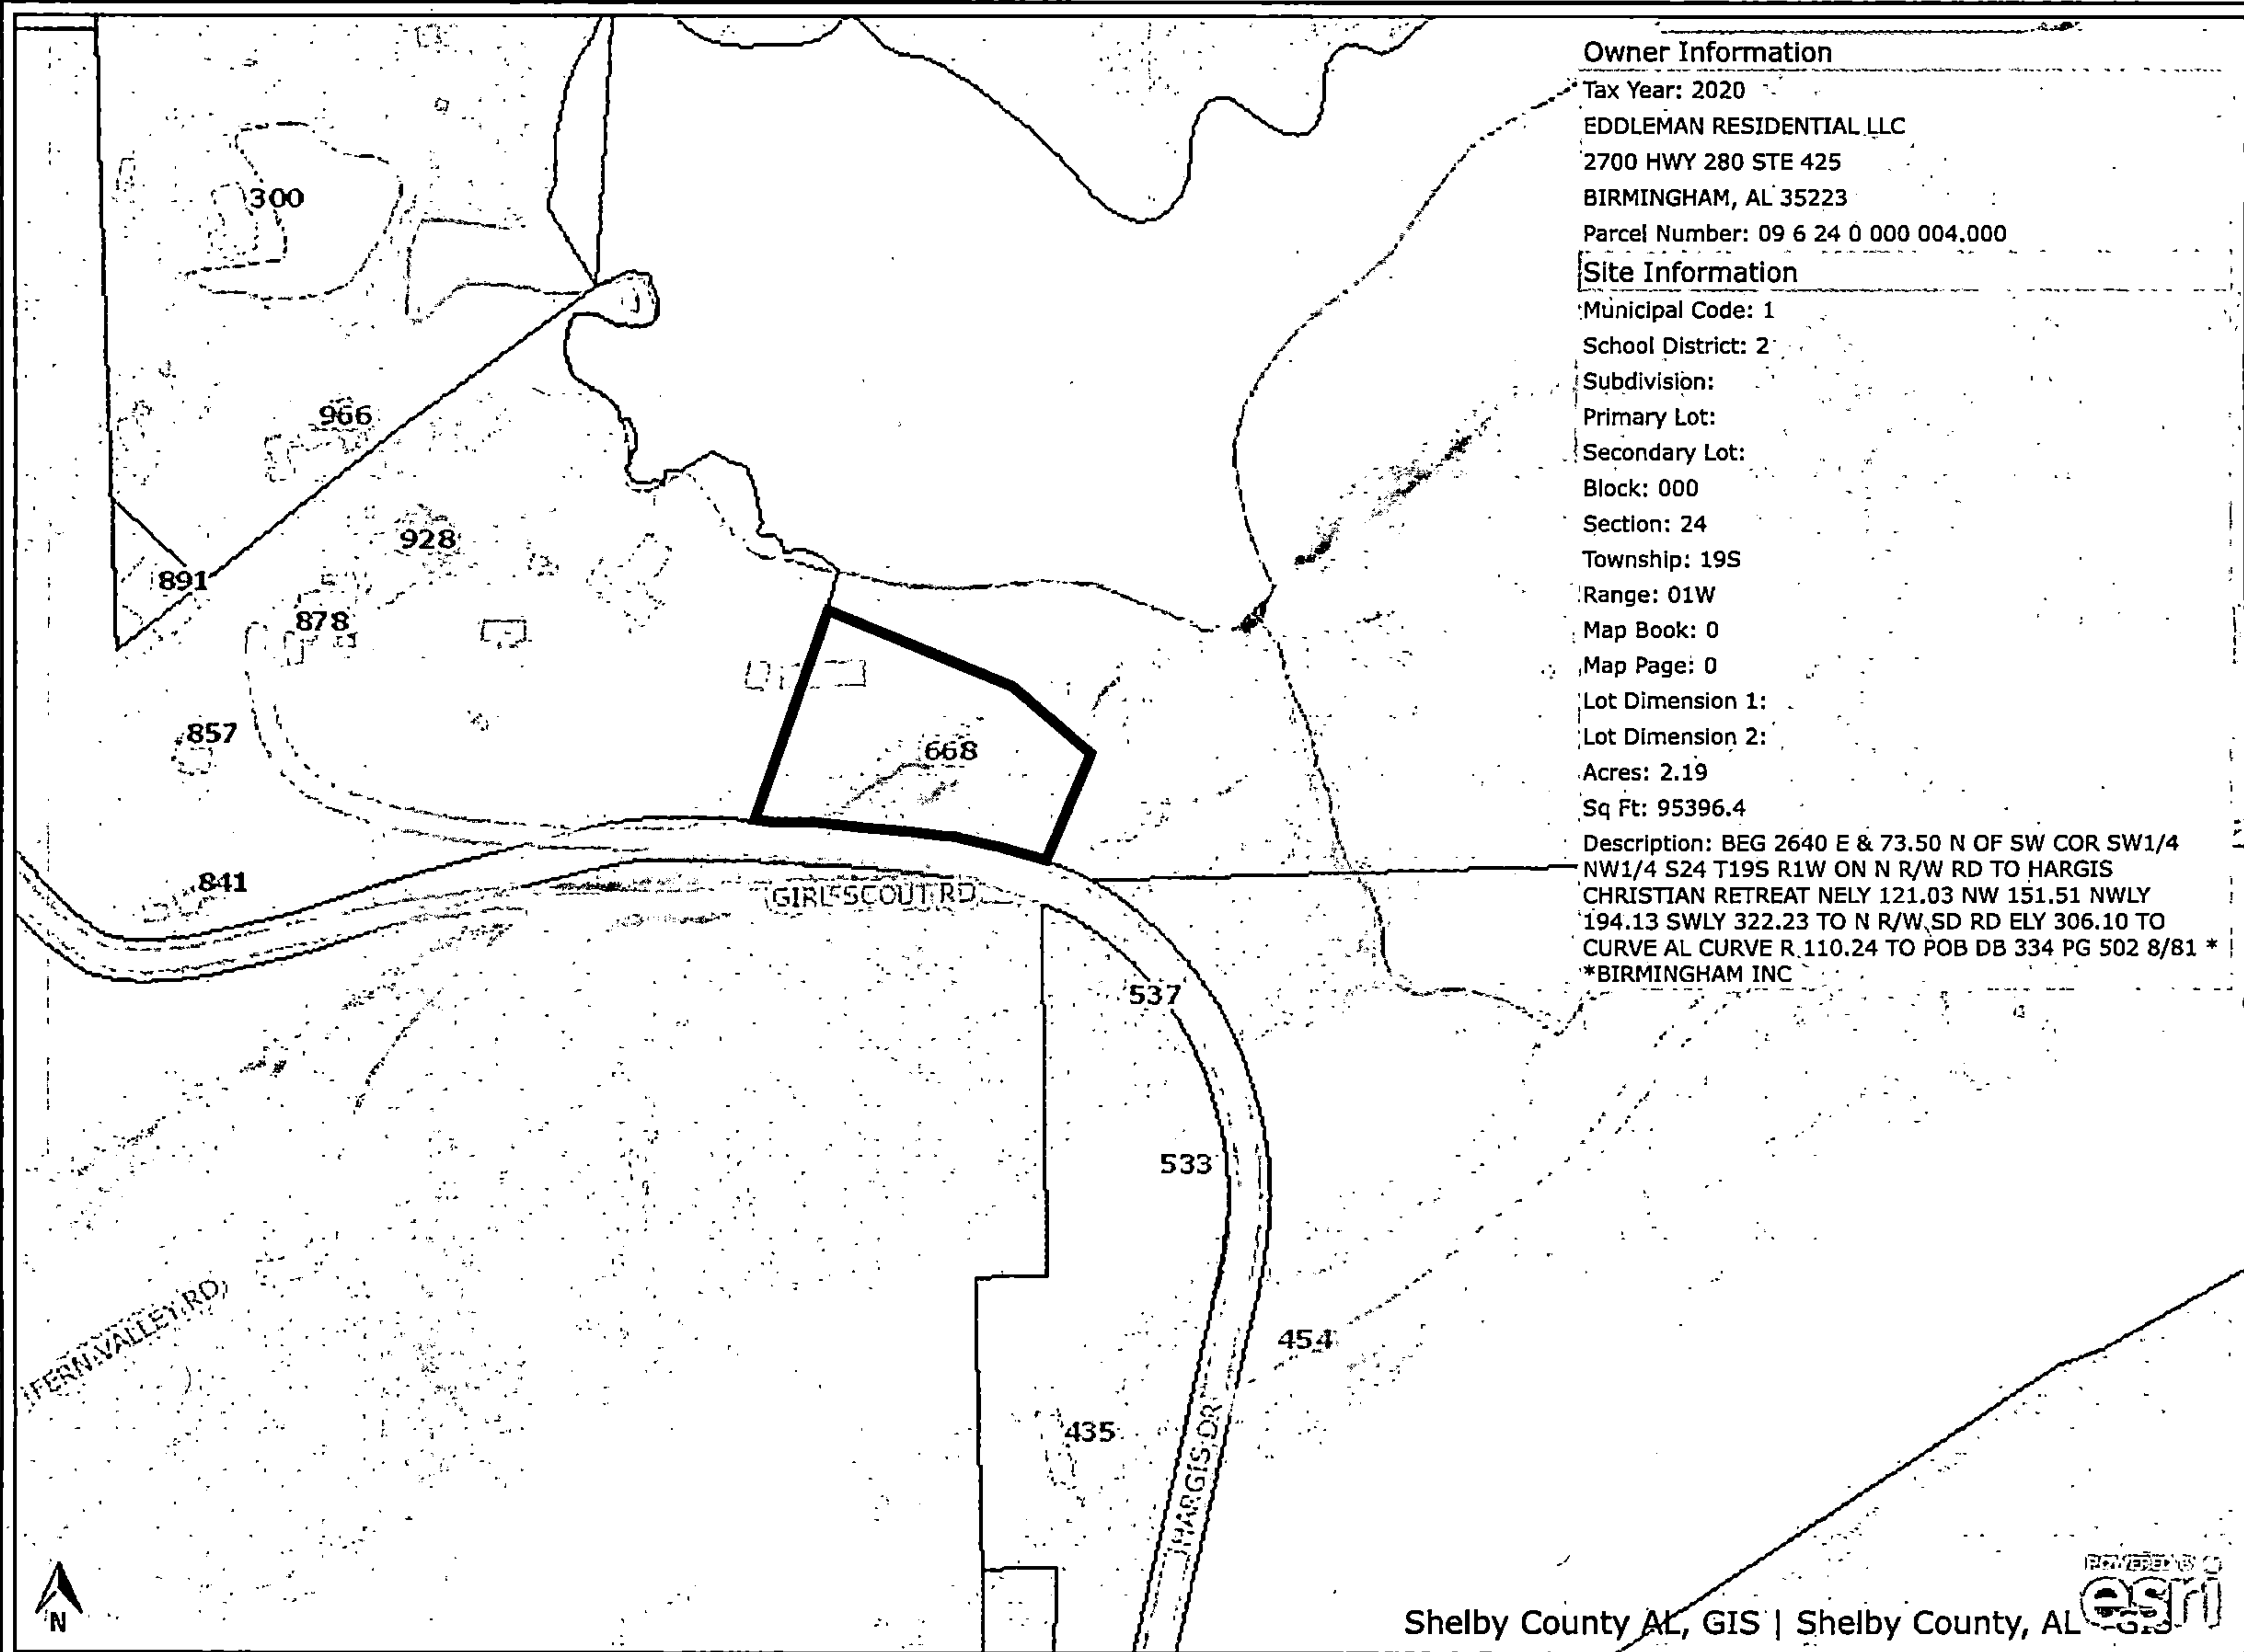 Owner Information
Tax Year: 2020
EDDLEMAN RESIDENTIAL LLC
2700 HWY 280 STE 425
BIRMINGHAM, AL 35223
Parcel Number: 09 6 24 0 000 004.000
Site Information
Municipal Code: 1
School District: 2
Subdivision:
Primary Lot:
Secondary Lot:
Block: 000
Section: 24
Township: 19S
Range: 01W
Map Book: 0
Map Page: 0
Lot Dimension 1:
Lot Dimension 2:
Acres: 2.19
Sq Ft: 95396.4
Description: BEG 2640 E & 73.50 N OF SW COR SW1/4
NW1/4 S24 T19S R1W ON N R/W RD TO HARGIS
CHRISTIAN RETREAT NELY 121.03 NW 151.51 NWLY
194.13 SWLY 322.23 TO N R/W SD RD ELY 306.10 TO
CURVE AL CURVE R 110.24 TO POB DB 334 PG 502 8/81 *
*BIRMINGHAM INC
300
966
928
891
878
857
668
841
GIRL SCOUT RD
537
533
FERN VALLEY RD
454
435
HARGIS DR
N
POWERED BY
esri
Shelby County AL, GIS | Shelby County, AL GIS